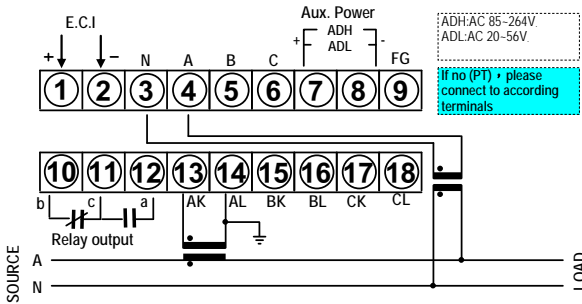 E.C.I
Aux. Power
+ ADH -
ADL
ADH:AC 85~264V.
ADL:AC 20~56V.
+ − N A B C FG
1 2 3 4 5 6 7 8 9
If no (PT)，please
connect to according
terminals
10 11 12 13 14 15 16 17 18
b c a AK AL BK BL CK CL
Relay output
SOURCE
A
N
LOAD